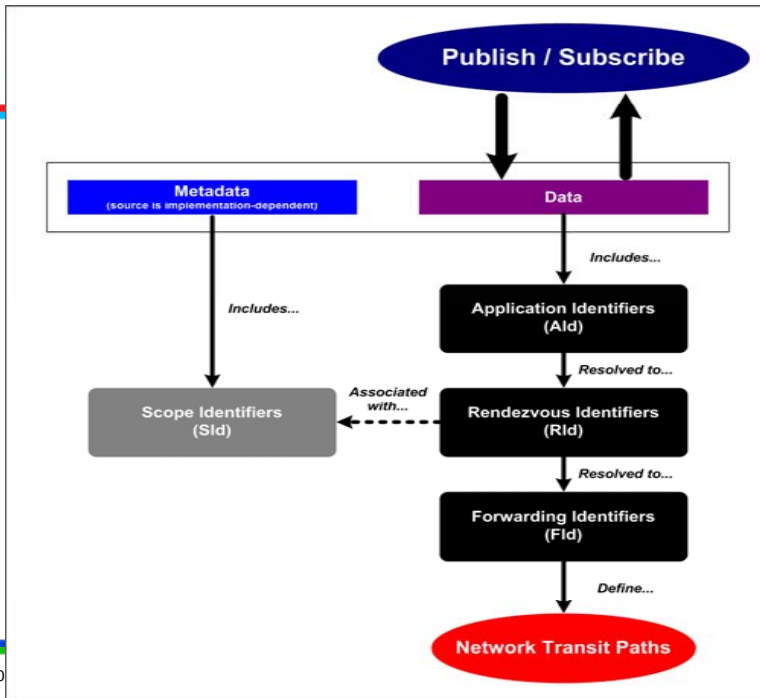 Publish / Subscribe
Metadata
(source is implementation-dependent)
Data
Includes...
Includes...
Application Identifiers
(AId)
Resolved to...
Associated
with...
Scope Identifiers
(SId)
Rendezvous Identifiers
(RId)
Resolved to...
Forwarding Identifiers
(FId)
Define...
Network Transit Paths
0